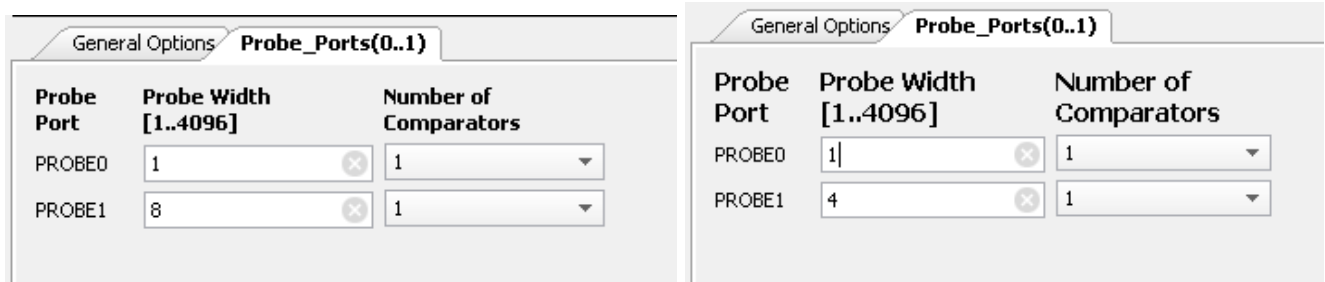 General Options Probe_Ports(0..1)
Probe Port Probe Width [1..4096] Number of Comparators
PROBE0 1 1
PROBE1 8 1
General Options Probe_Ports(0..1)
Probe Port Probe Width [1..4096] Number of Comparators
PROBE0 1 1
PROBE1 4 1